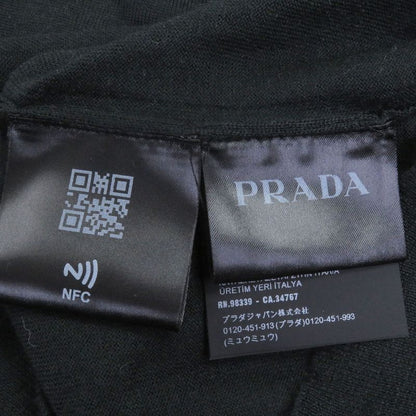 NFC
PRADA
ÜRETİM YERİ İTALYA
RN.98339 - CA.34767
プラダジャパン株式会社
0120-451-913(プラダ) 0120-451-993
(ミュウミュウ)